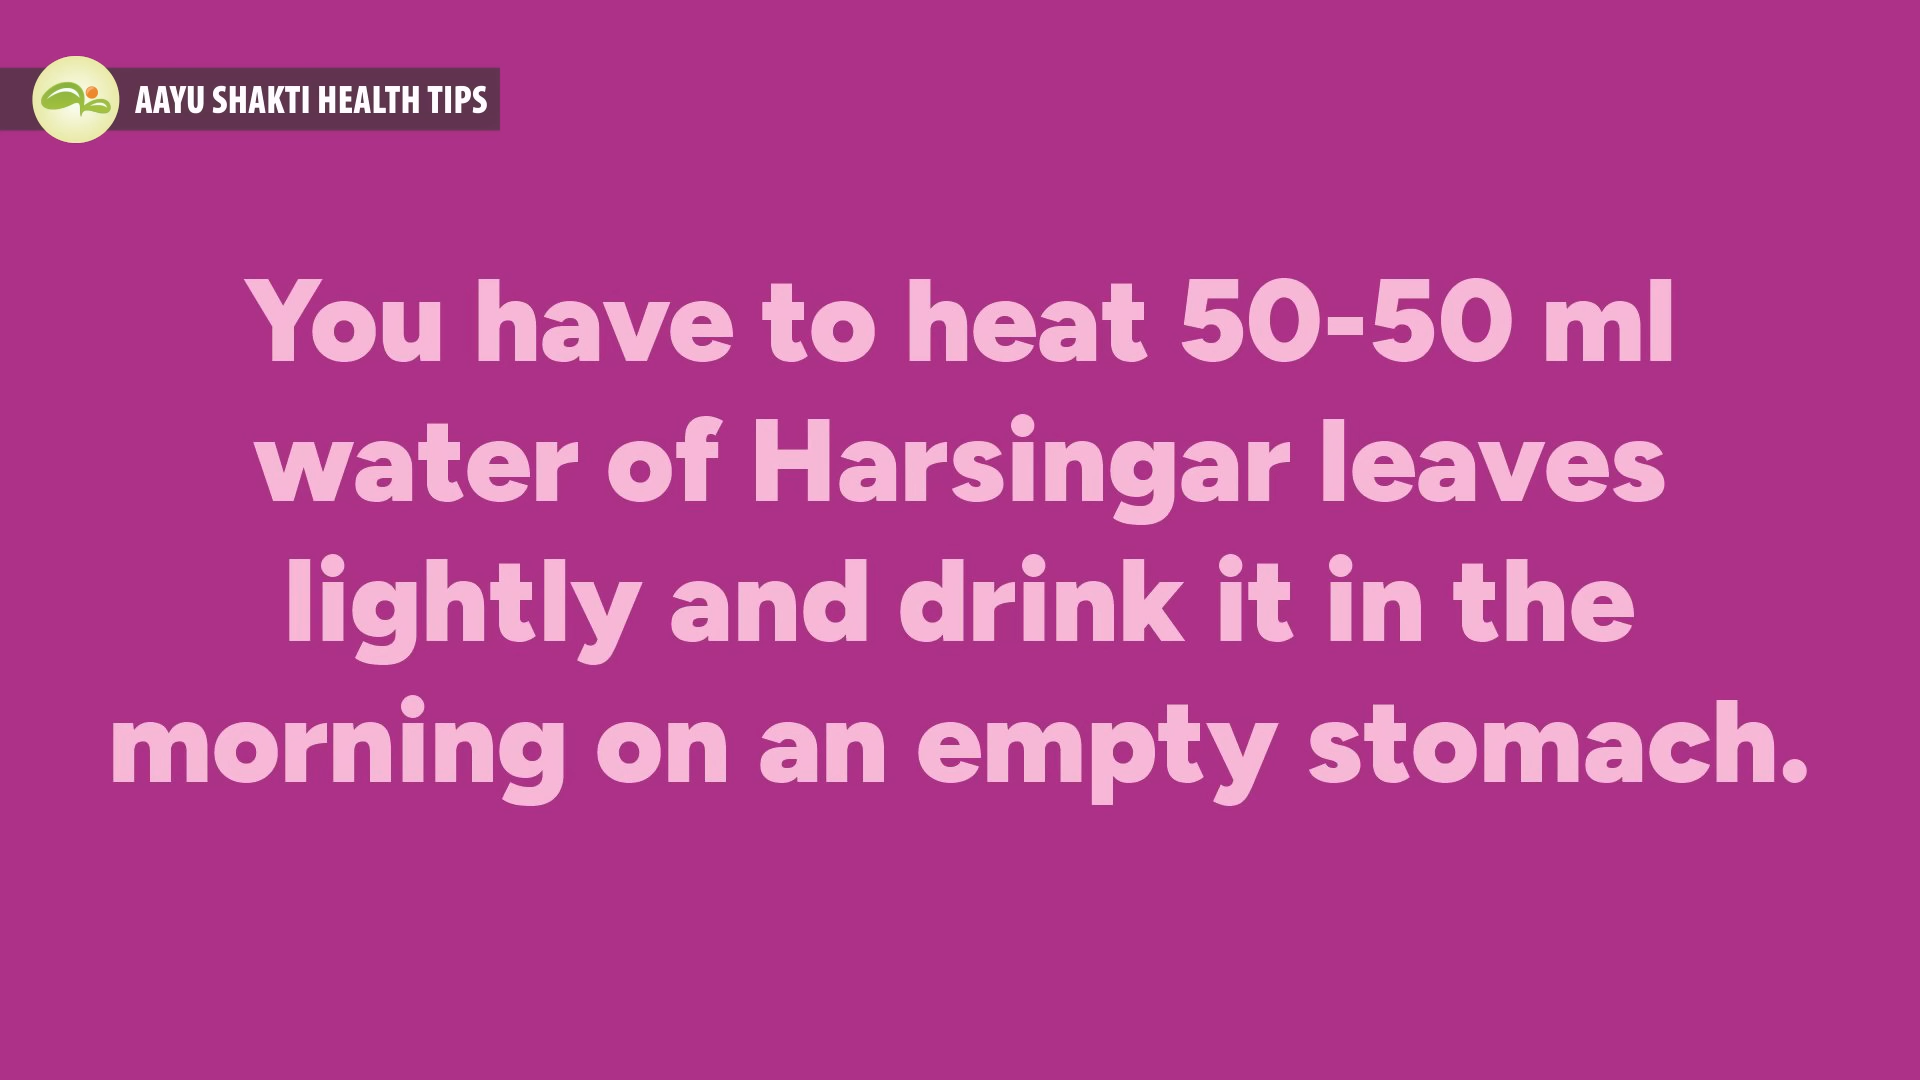 AAYU SHAKTI HEALTH TIPS
You have to heat 50-50 ml
water of Harsingar leaves
lightly and drink it in the
morning on an empty stomach.